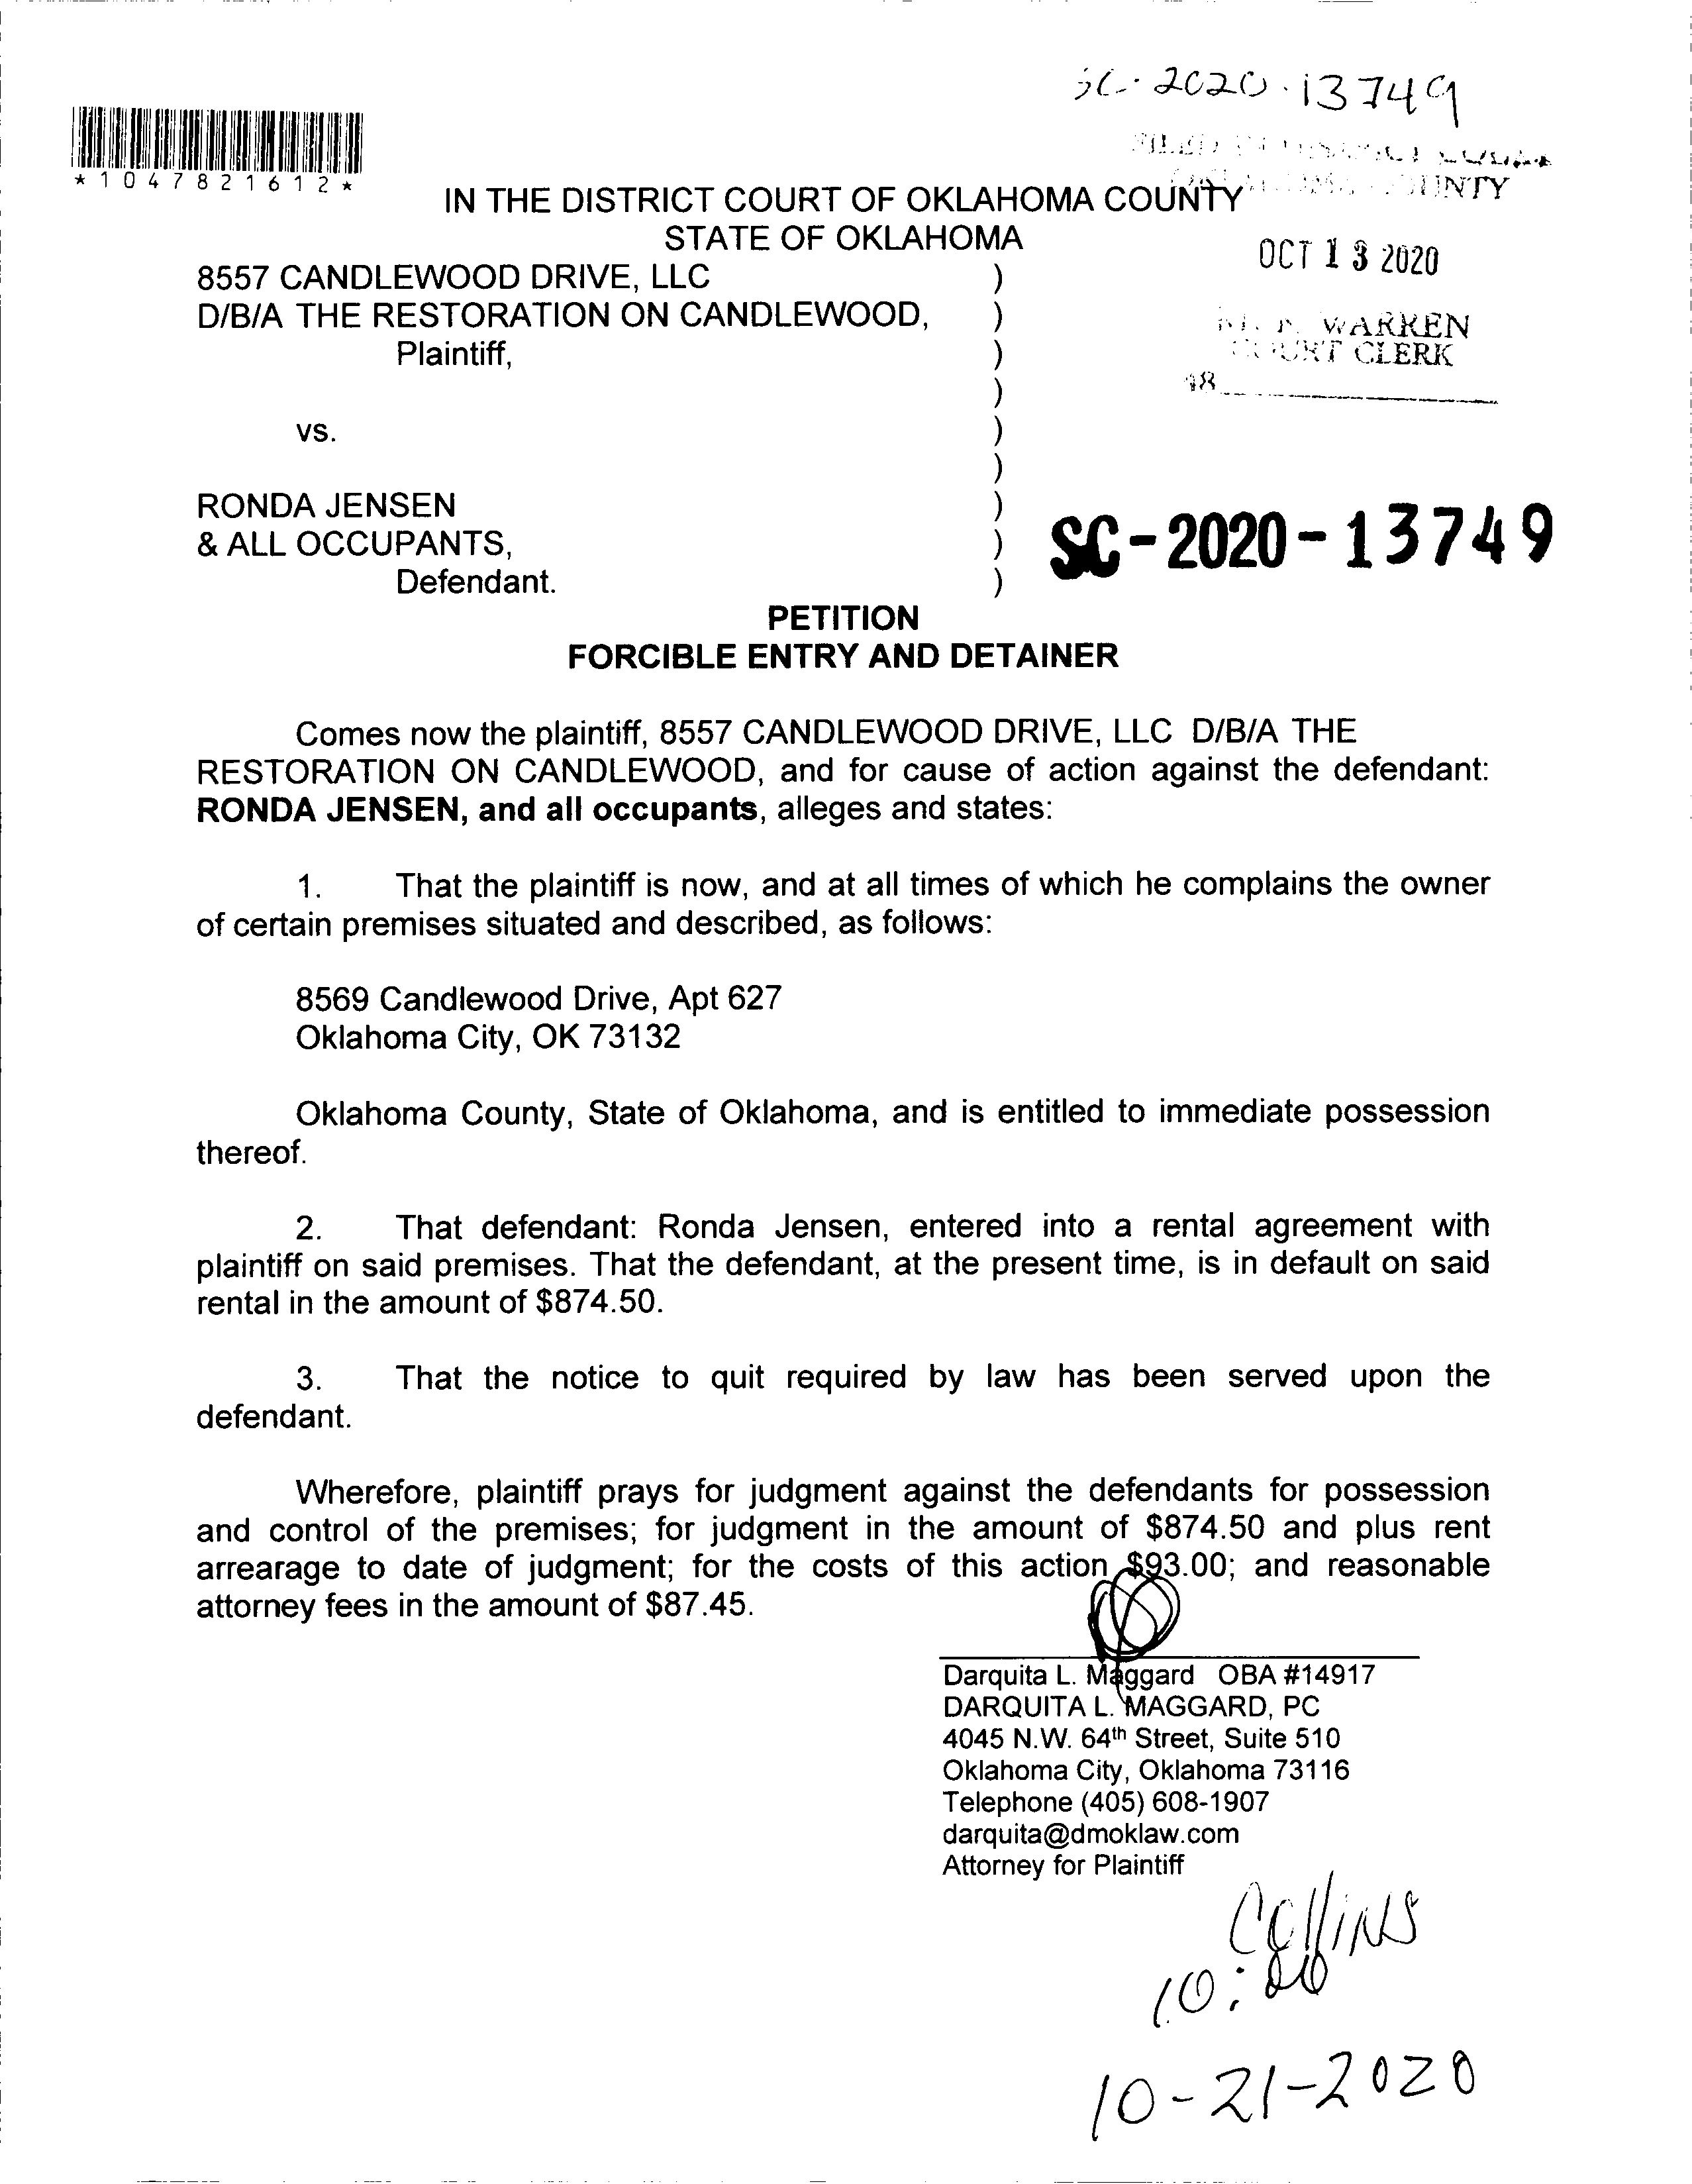 SC-2020-13749
*1047821612*
COUNTY
IN THE DISTRICT COURT OF OKLAHOMA COUNTY
STATE OF OKLAHOMA
OCT 13 2020
8557 CANDLEWOOD DRIVE, LLC )
D/B/A THE RESTORATION ON CANDLEWOOD, )
WARREN
Plaintiff, )
COURT CLERK
)
48
vs. )
)
RONDA JENSEN )
& ALL OCCUPANTS, )
SC-2020-13749
Defendant. )
PETITION
FORCIBLE ENTRY AND DETAINER
Comes now the plaintiff, 8557 CANDLEWOOD DRIVE, LLC D/B/A THE
RESTORATION ON CANDLEWOOD, and for cause of action against the defendant:
RONDA JENSEN, and all occupants, alleges and states:
1. That the plaintiff is now, and at all times of which he complains the owner
of certain premises situated and described, as follows:
8569 Candlewood Drive, Apt 627
Oklahoma City, OK 73132
Oklahoma County, State of Oklahoma, and is entitled to immediate possession
thereof.
2. That defendant: Ronda Jensen, entered into a rental agreement with
plaintiff on said premises. That the defendant, at the present time, is in default on said
rental in the amount of $874.50.
3. That the notice to quit required by law has been served upon the
defendant.
Wherefore, plaintiff prays for judgment against the defendants for possession
and control of the premises; for judgment in the amount of $874.50 and plus rent
arrearage to date of judgment; for the costs of this action $93.00; and reasonable
attorney fees in the amount of $87.45.
Darquita L. Maggard OBA #14917
DARQUITA L. MAGGARD, PC
4045 N.W. 64th Street, Suite 510
Oklahoma City, Oklahoma 73116
Telephone (405) 608-1907
darquita@dmoklaw.com
Attorney for Plaintiff
Collins
10-21-2020